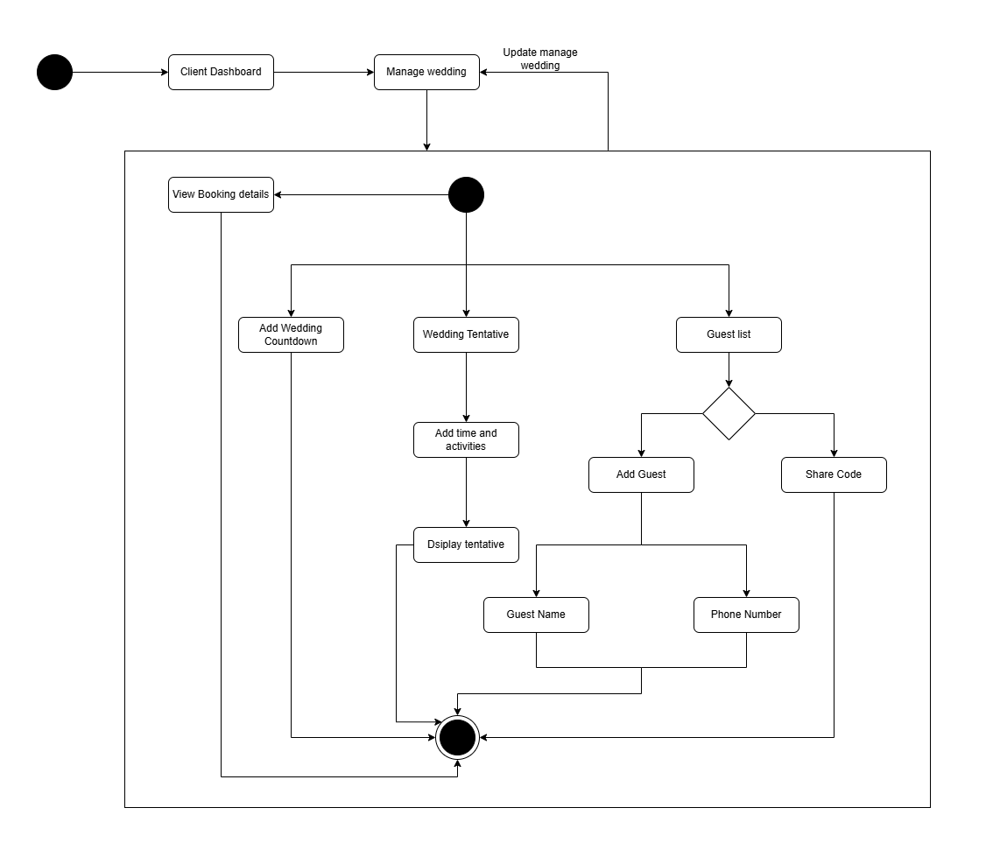 Update manage
wedding
Client Dashboard
Manage wedding
View Booking details
Add Wedding
Countdown
Wedding Tentative
Guest list
Add time and
activities
Add Guest
Share Code
Dsiplay tentative
Guest Name
Phone Number